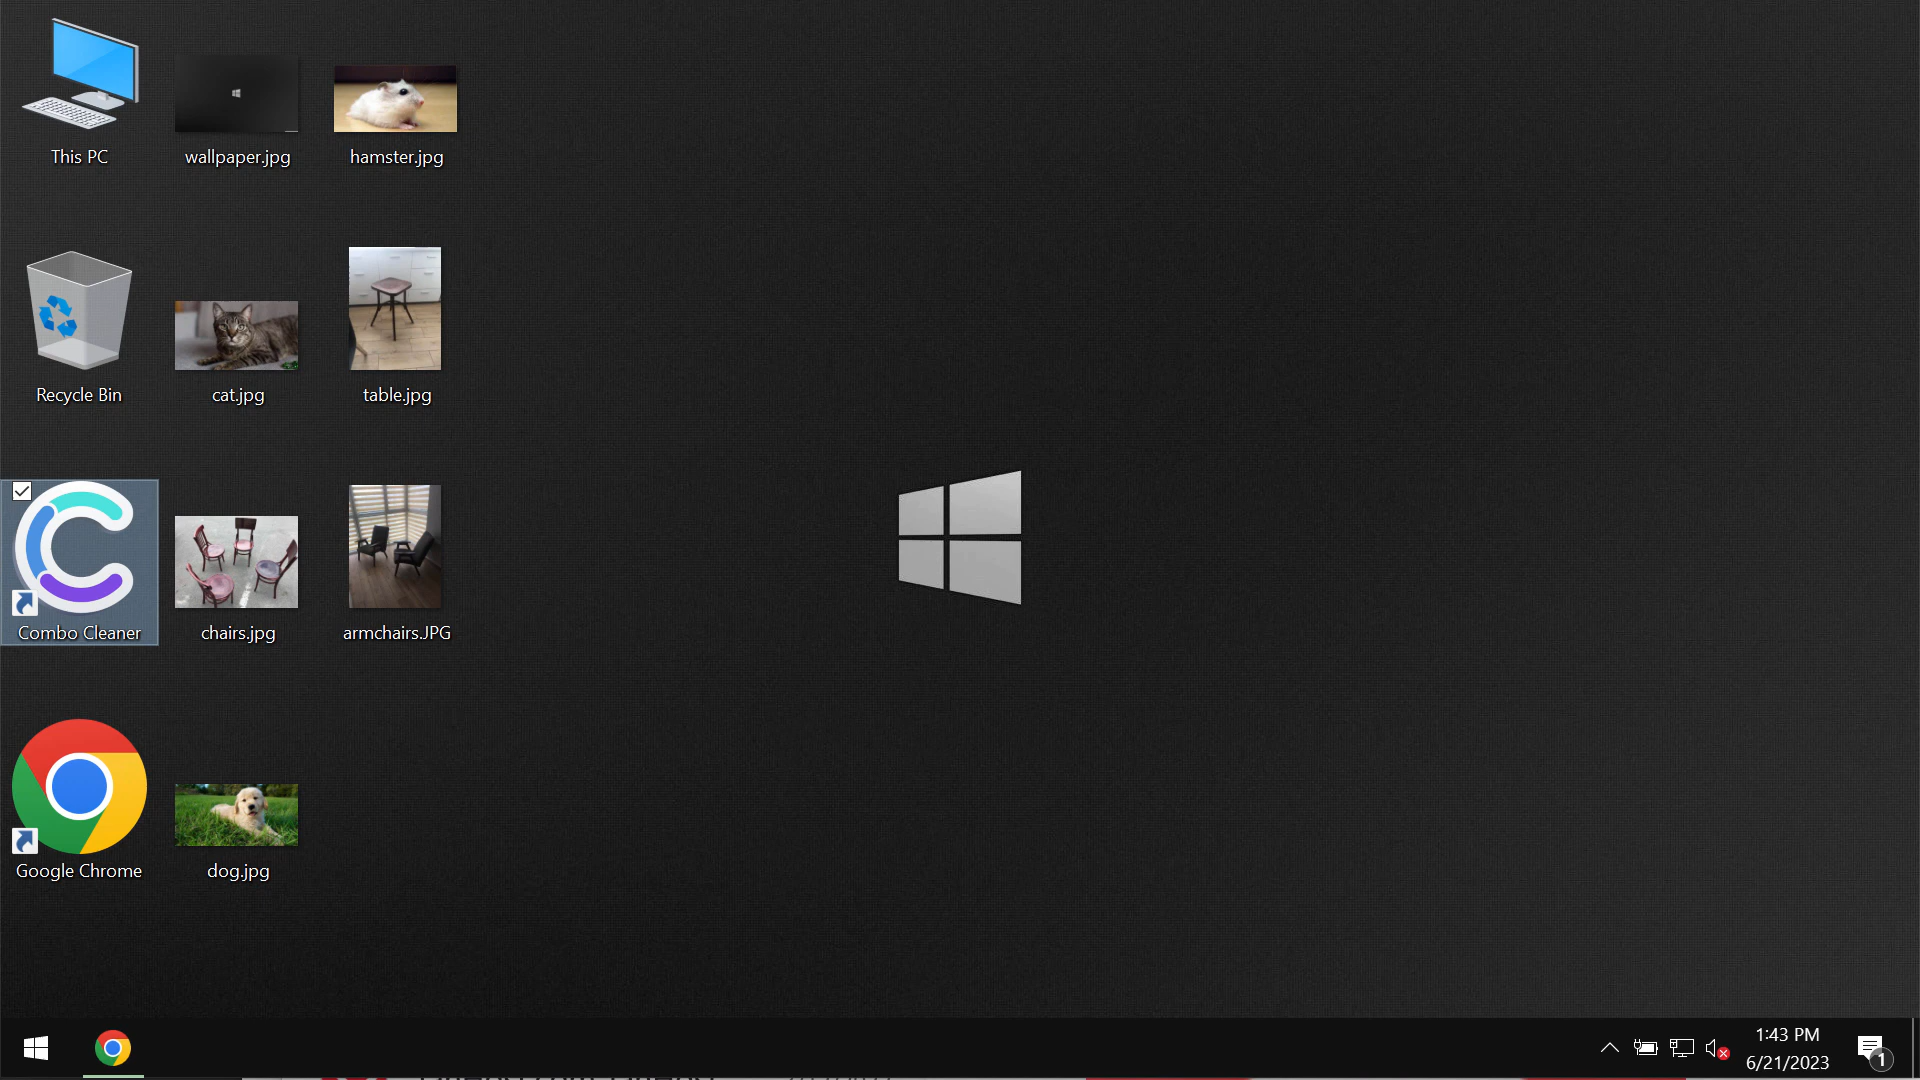 This PC
wallpaper.jpg
hamster.jpg
Recycle Bin
cat.jpg
table.jpg
Combo Cleaner
chairs.jpg
armchairs.JPG
Google Chrome
dog.jpg
1:43 PM
6/21/2023
1